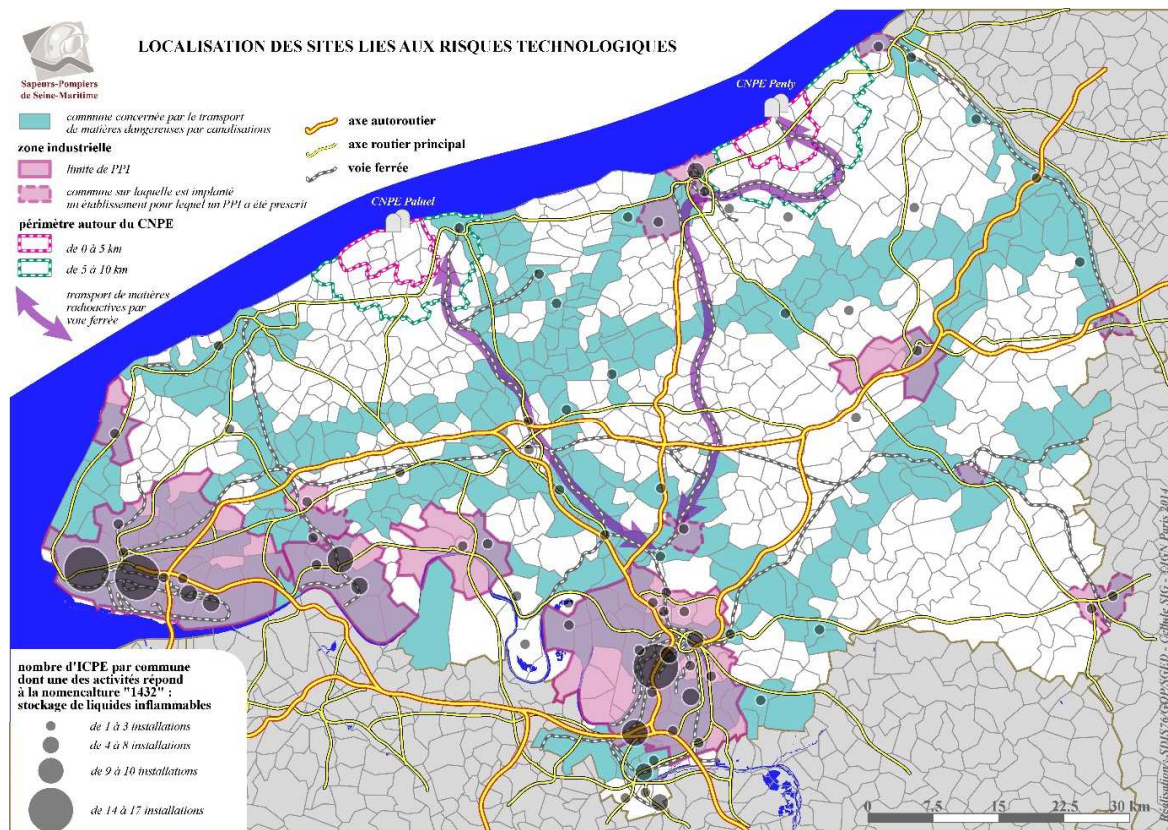 LOCALISATION DES SITES LIES AUX RISQUES TECHNOLOGIQUES
Sapeurs-Pompiers
de Seine-Maritime
commune concernée par le transport
de matières dangereuses par canalisations
zone industrielle
limite de PPI
commune sur laquelle est implanté
un établissement pour lequel un PPI a été prescrit
périmètre autour du CNPE
de 0 à 5 km
de 5 à 10 km
transport de matières
radioactives par
voie ferrée
axe autoroutier
axe routier principal
voie ferrée
CNPE Penly
CNPE Paluel
nombre d'ICPE par commune
dont une des activités répond
à la nomenclature "1432" :
stockage de liquides inflammables
de 1 à 3 installations
de 4 à 8 installations
de 9 à 10 installations
de 14 à 17 installations
0 7.5 15 22.5 30 km